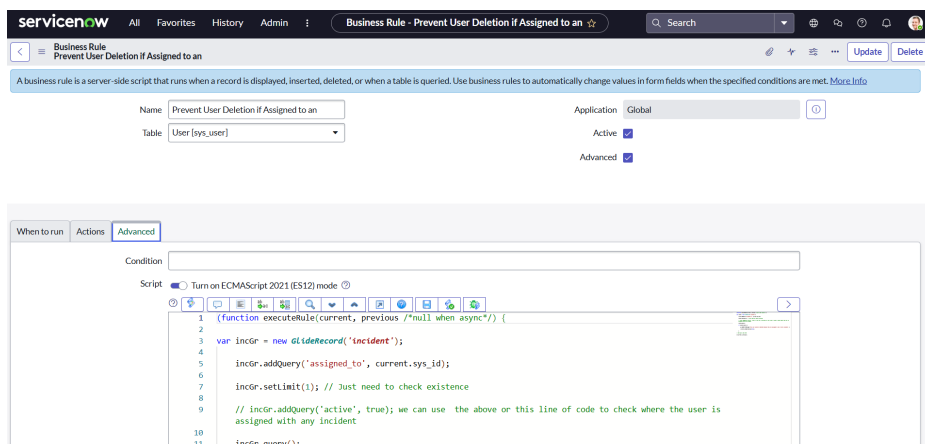 servicenow All Favorites History Admin Business Rule - Prevent User Deletion if Assigned to an Search
Business Rule
Prevent User Deletion if Assigned to an
Update Delete
A business rule is a server-side script that runs when a record is displayed, inserted, deleted, or when a table is queried. Use business rules to automatically change values in form fields when the specified conditions are met. More Info
Name Prevent User Deletion if Assigned to an Application Global
Table User [sys_user] Active
Advanced
When to run Actions Advanced
Condition
Script Turn on ECMAScript 2021 (ES12) mode
1 (function executeRule(current, previous /*null when async*/) {
2
3 var incGr = new GlideRecord('incident');
4
5 incGr.addQuery('assigned_to', current.sys_id);
6
7 incGr.setLimit(1); // Just need to check existence
8
9 // incGr.addQuery('active', true); we can use the above or this line of code to check where the user is
assigned with any incident
10
11 incGr.query();